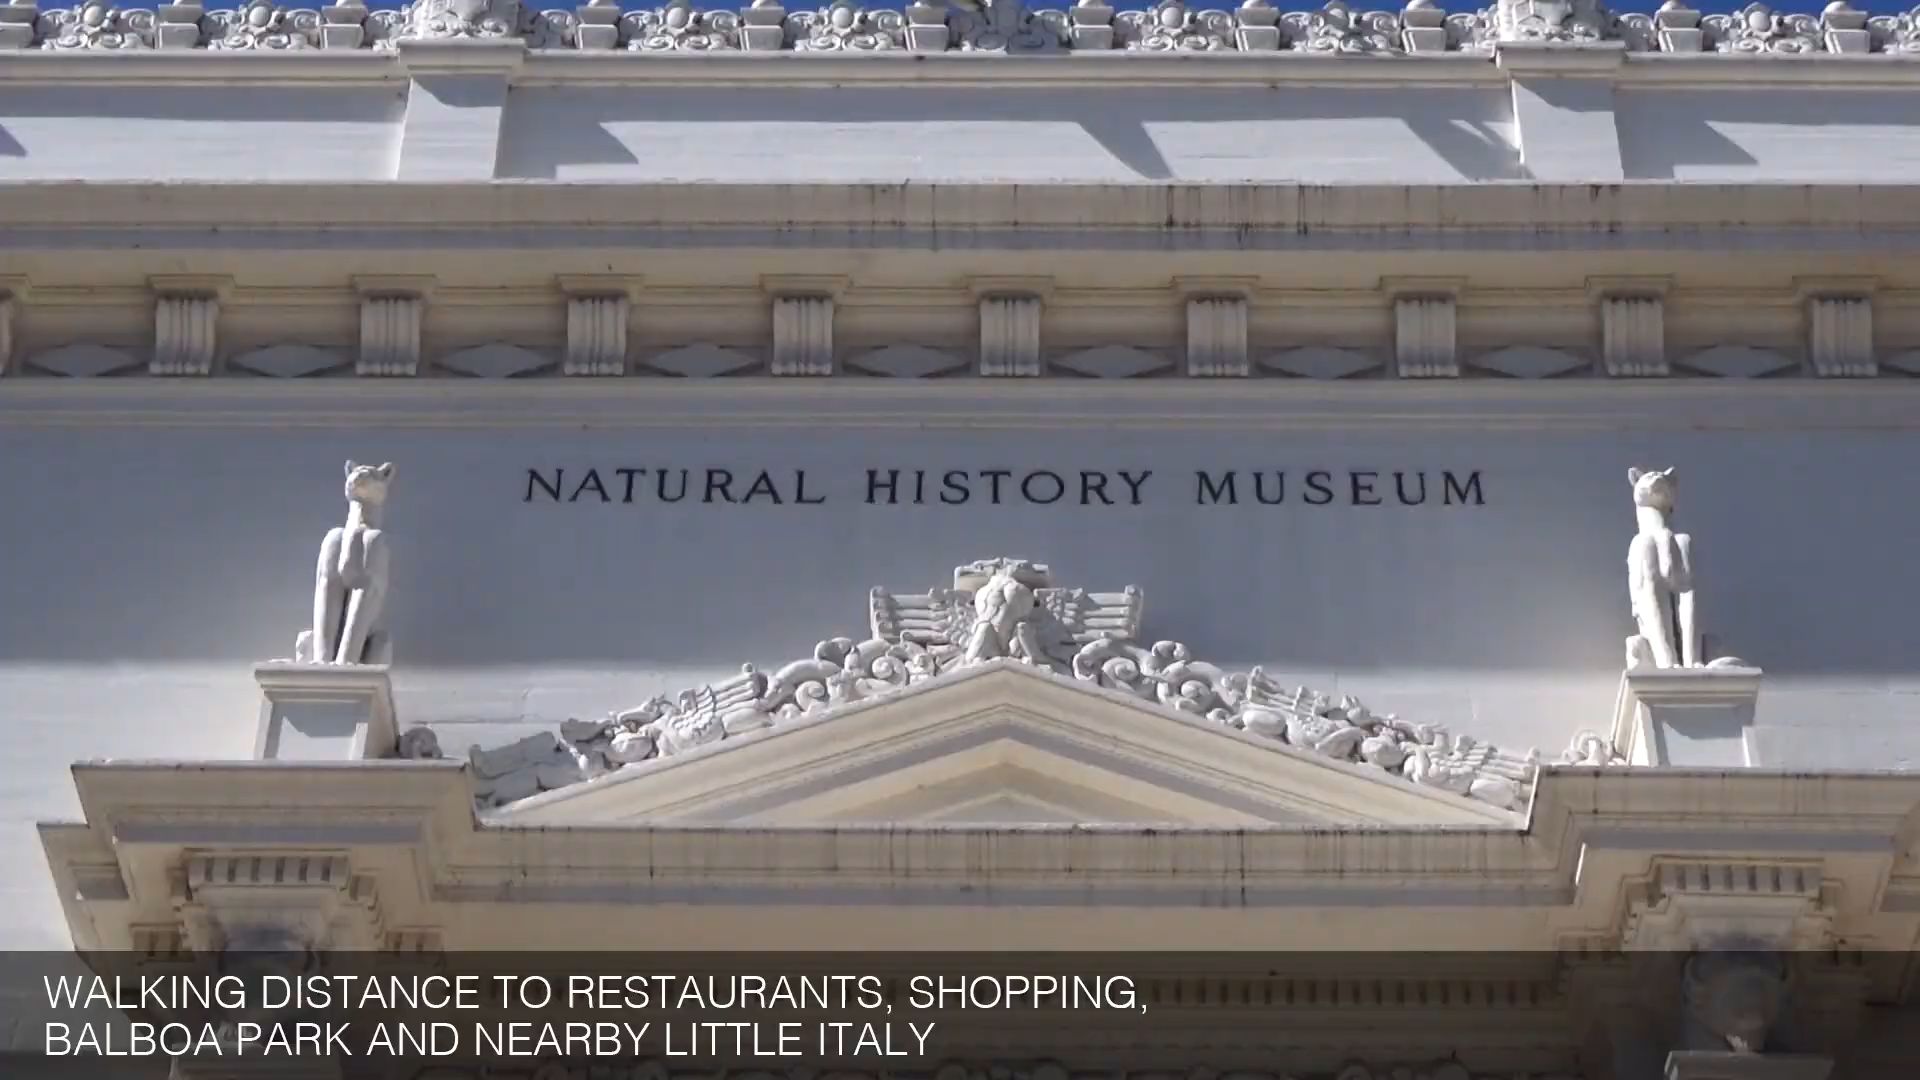 NATURAL HISTORY MUSEUM
WALKING DISTANCE TO RESTAURANTS, SHOPPING,
BALBOA PARK AND NEARBY LITTLE ITALY